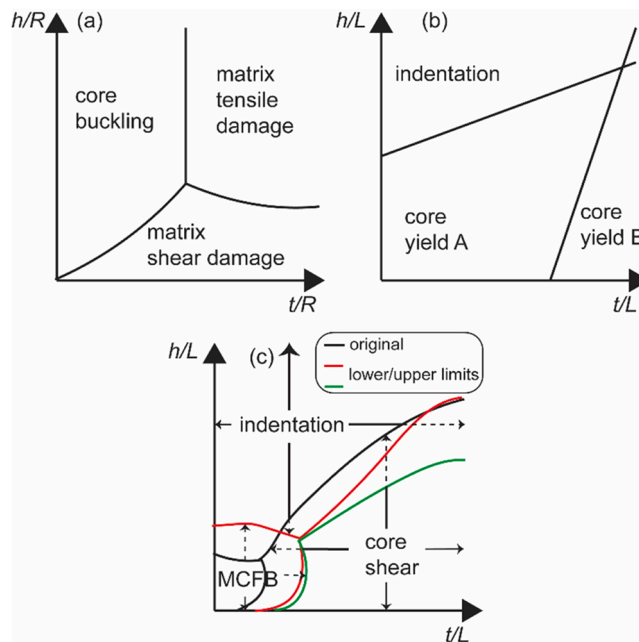 h/R (a)
core
buckling
matrix
tensile
damage
matrix
shear damage
t/R
h/L (b)
indentation
core
yield A
core
yield B
t/L
h/L (c)
original
lower/upper limits
indentation
MCFB
core
shear
t/L